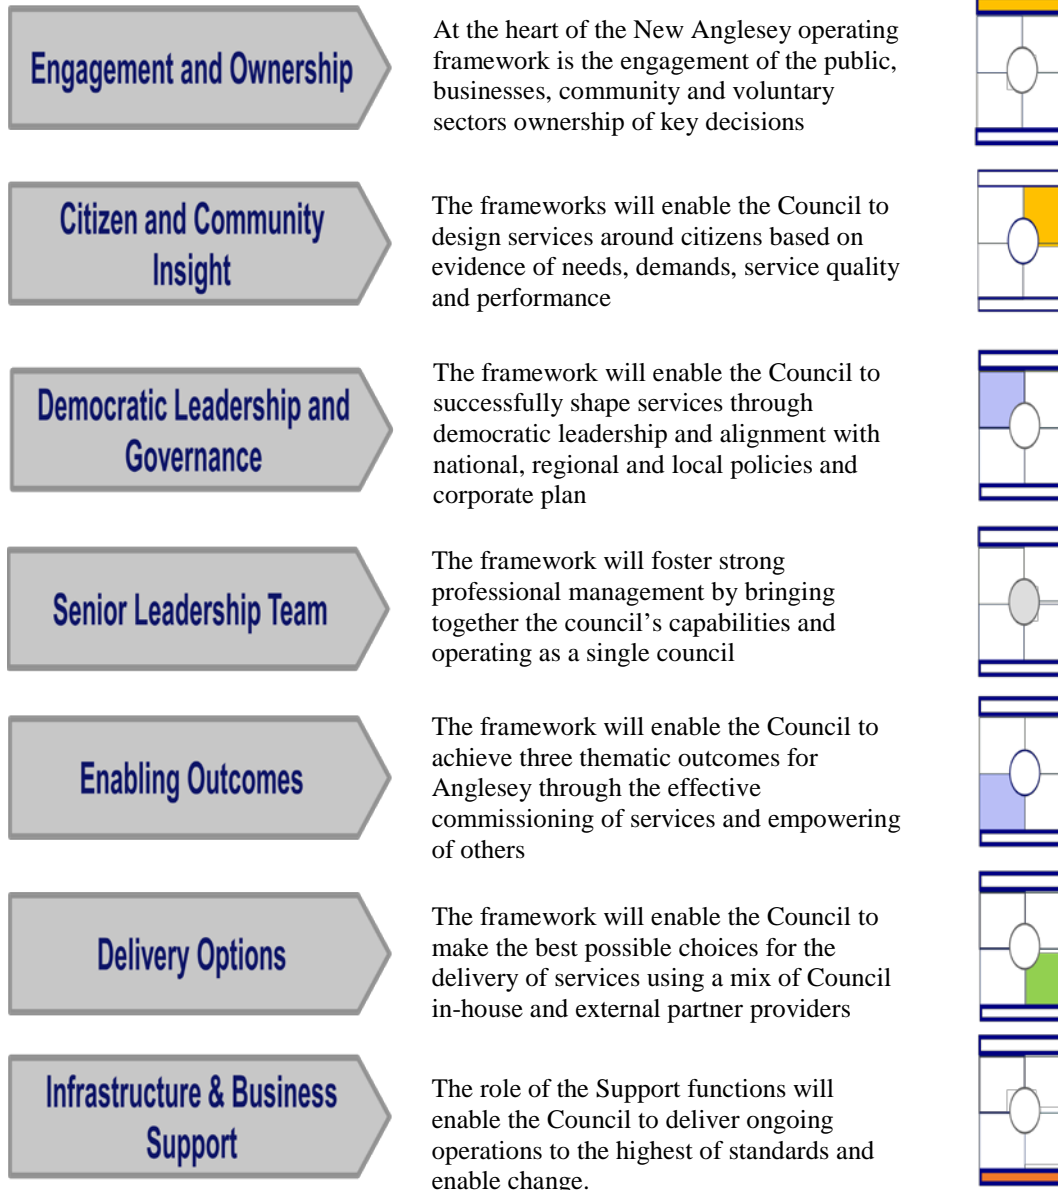 Engagement and Ownership
At the heart of the New Anglesey operating
framework is the engagement of the public,
businesses, community and voluntary
sectors ownership of key decisions
Citizen and Community
Insight
The frameworks will enable the Council to
design services around citizens based on
evidence of needs, demands, service quality
and performance
Democratic Leadership and
Governance
The framework will enable the Council to
successfully shape services through
democratic leadership and alignment with
national, regional and local policies and
corporate plan
Senior Leadership Team
The framework will foster strong
professional management by bringing
together the council’s capabilities and
operating as a single council
Enabling Outcomes
The framework will enable the Council to
achieve three thematic outcomes for
Anglesey through the effective
commissioning of services and empowering
of others
Delivery Options
The framework will enable the Council to
make the best possible choices for the
delivery of services using a mix of Council
in-house and external partner providers
Infrastructure & Business
Support
The role of the Support functions will
enable the Council to deliver ongoing
operations to the highest of standards and
enable change.